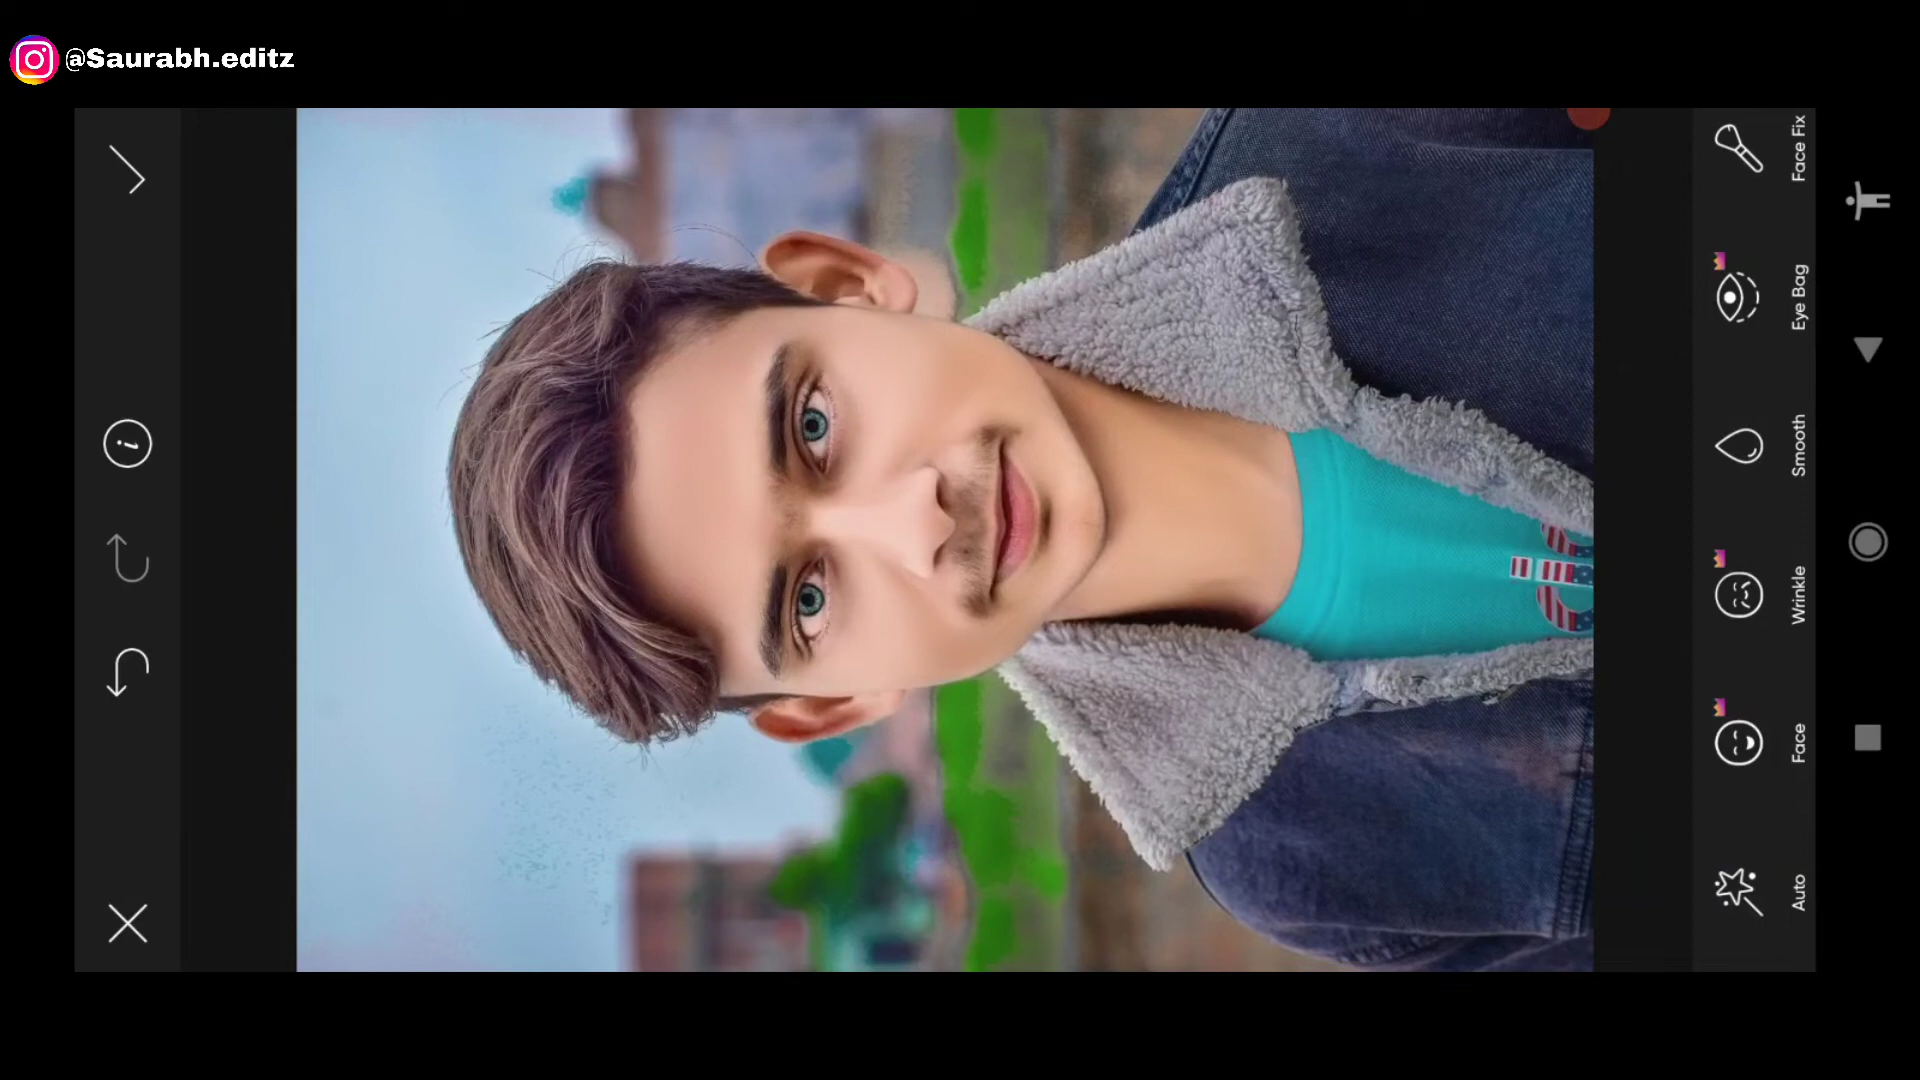 @Saurabh.editz
Face Fix
Eye Bag
Smooth
Wrinkle
Face
Auto